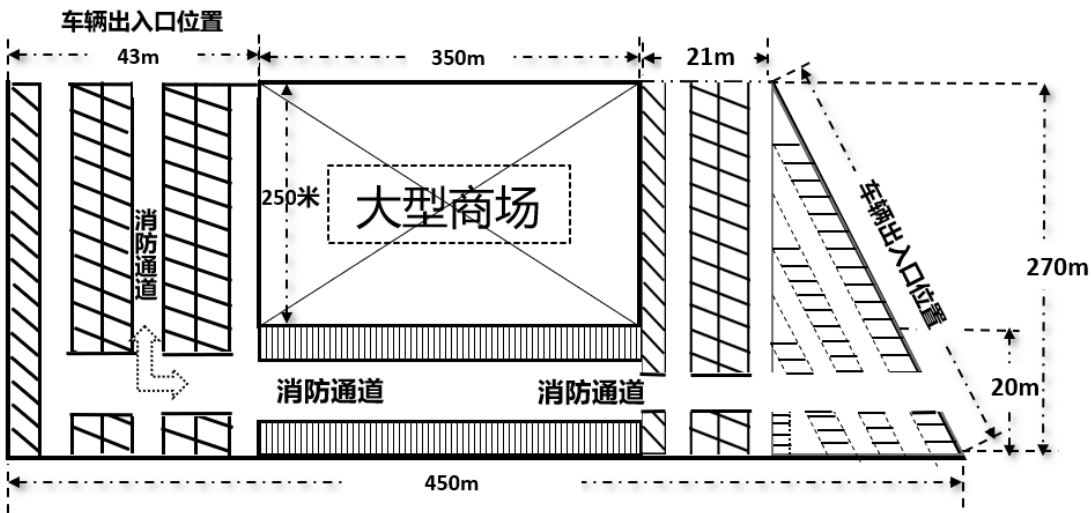 车辆出入口位置
43m
350m
21m
250米
大型商场
消防通道
车辆出入口位置
270m
消防通道
消防通道
20m
450m